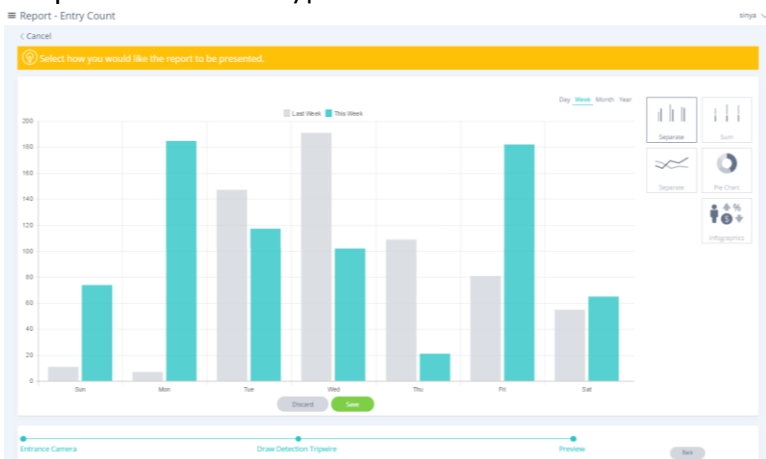 Report - Entry Count
sinya
< Cancel
Select how you would like the report to be presented.
Day Week Month Year
Last Week This Week
200
180
160
140
120
100
80
60
40
20
0
Sun Mon Tue Wed Thu Fri Sat
Separate Sum
Separate Pie Chart
Infographics
Discard Save
Entrance Camera Draw Detection Tripwire Preview
Back